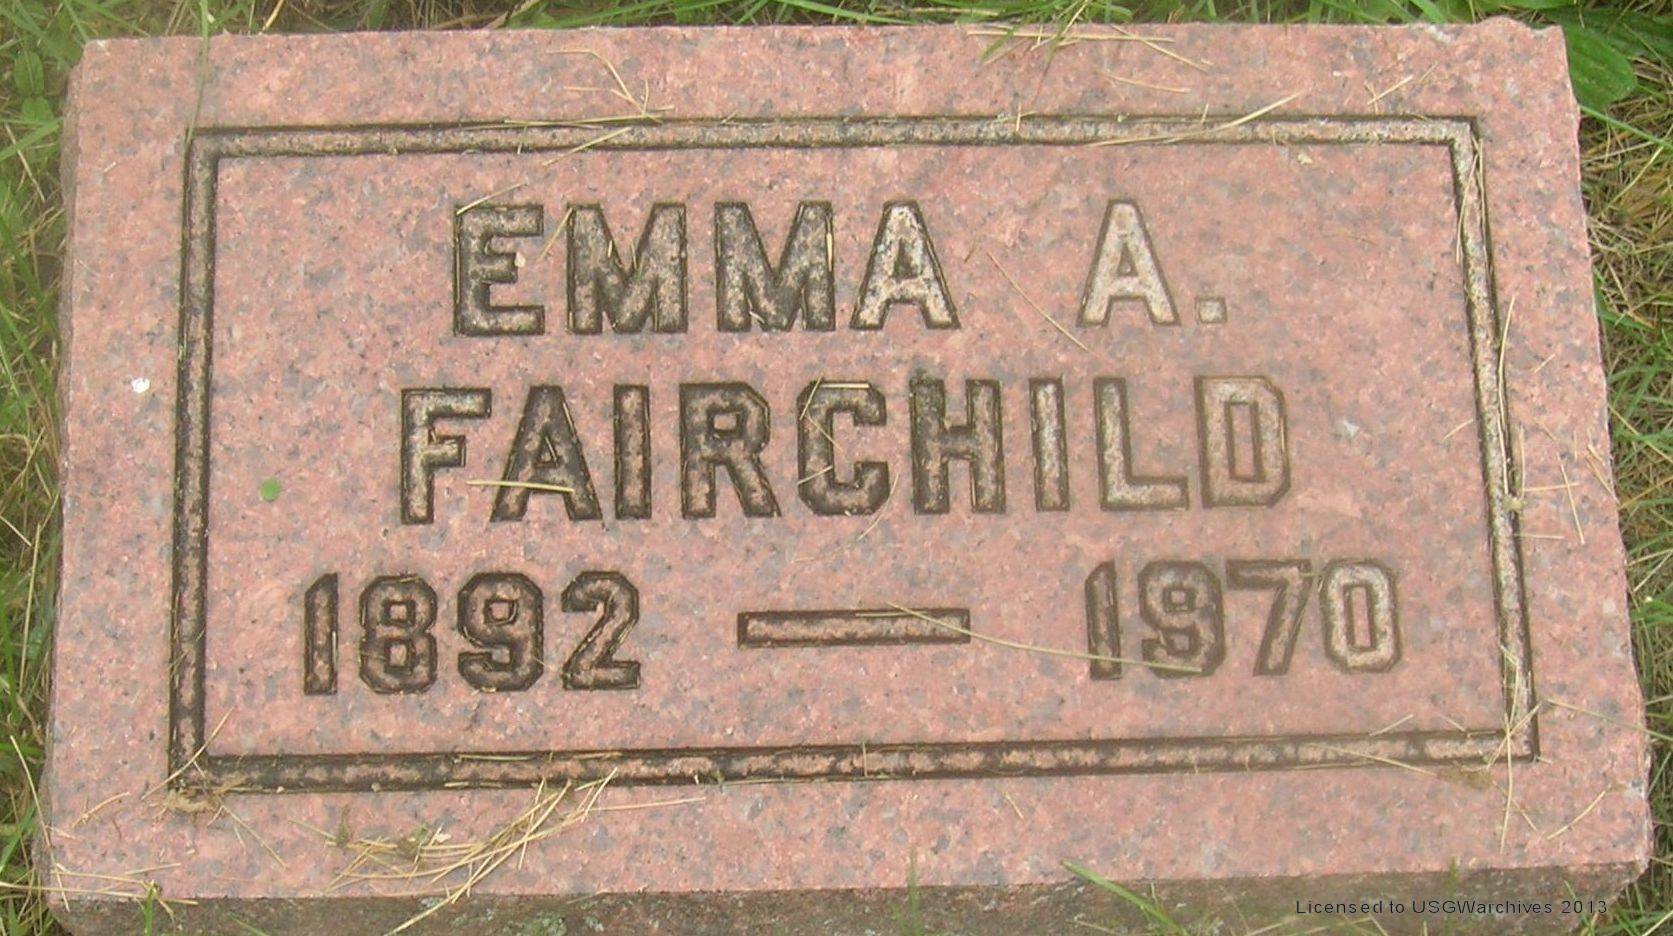 EMMA A.
FAIRCHILD
1892 — 1970
Licensed to USGWarchives 2013